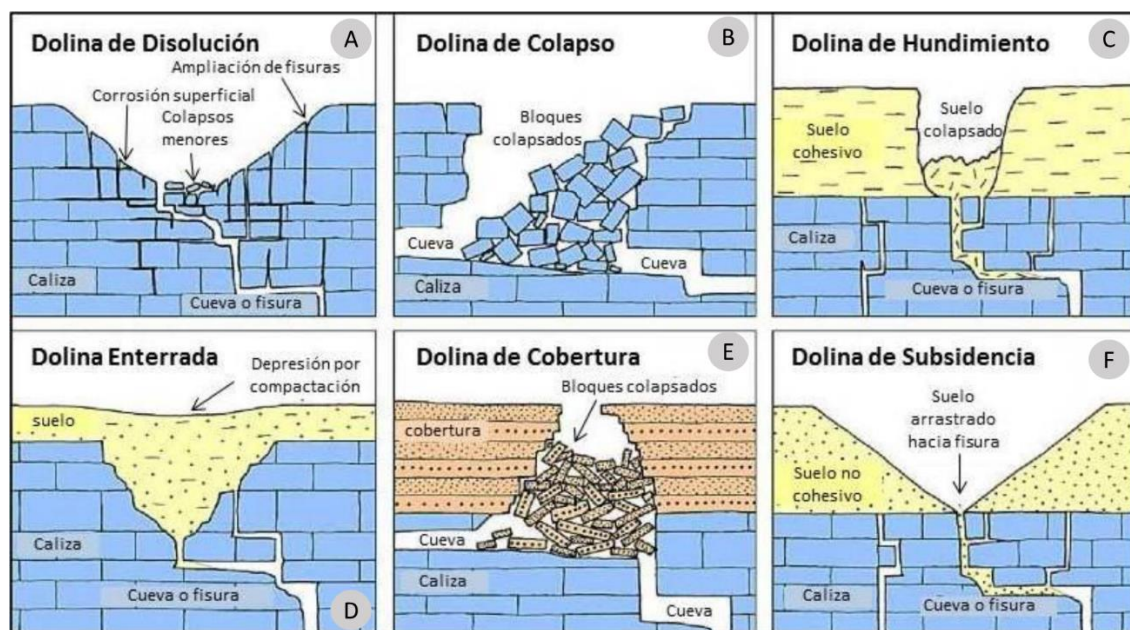 Dolina de Disolución
A
Ampliación de fisuras
Corrosión superficial
Colapsos
menores
Caliza
Cueva o fisura
Dolina de Colapso
B
Bloques
colapsados
Cueva
Cueva
Caliza
Dolina de Hundimiento
C
Suelo
cohesivo
Suelo
colapsado
Caliza
Cueva o fisura
Dolina Enterrada
Depresión por
compactación
suelo
Caliza
Cueva o fisura
D
Dolina de Cobertura
E
Bloques colapsados
cobertura
Cueva
Caliza
Cueva
Dolina de Subsidencia
F
Suelo
arrastrado
hacia fisura
Suelo no
cohesivo
Caliza
Cueva o fisura